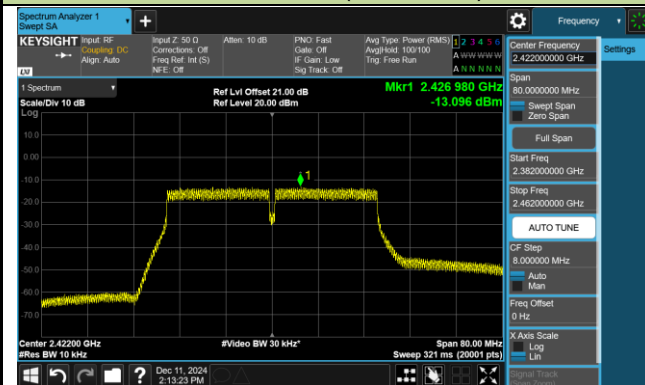 Spectrum Analyzer 1
Swept SA
+
Frequency
KEYSIGHT
Input: RF
Coupling: DC
Align: Auto
Input Z: 50 Ω
Corrections: Off
Freq Ref: Int (S)
NFE: Off
Atten: 10 dB
PNO: Fast
Gate: Off
IF Gain: Low
Sig Track: Off
Avg Type: Power (RMS)
Avg|Hold: 100/100
Trig: Free Run
1 2 3 4 5 6
A W W W W W
A N N N N N
LXI
1 Spectrum
Scale/Div 10 dB
Log
Ref Lvl Offset 21.00 dB
Ref Level 20.00 dBm
Mkr1 2.426 980 GHz
-13.096 dBm
10.0
0.00
-10.0
-20.0
-30.0
-40.0
-50.0
-60.0
-70.0
1
Center 2.42200 GHz
#Res BW 10 kHz
#Video BW 30 kHz*
Span 80.00 MHz
Sweep 321 ms (20001 pts)
Center Frequency
2.422000000 GHz
Span
80.0000000 MHz
Swept Span
Zero Span
Full Span
Start Freq
2.382000000 GHz
Stop Freq
2.462000000 GHz
AUTO TUNE
CF Step
8.000000 MHz
Auto
Man
Freq Offset
0 Hz
X Axis Scale
Log
Lin
Signal Track
(Span Zoom)
Settings
?
Dec 11, 2024
2:13:23 PM